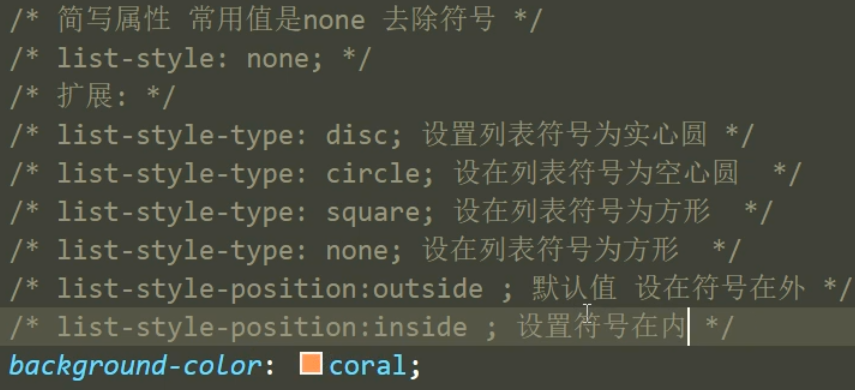 /* 简写属性 常用值是none 去除符号 */
/* list-style: none; */
/* 扩展: */
/* list-style-type: disc; 设置列表符号为实心圆 */
/* list-style-type: circle; 设在列表符号为空心圆  */
/* list-style-type: square; 设在列表符号为方形  */
/* list-style-type: none; 设在列表符号为方形  */
/* list-style-position:outside ; 默认值 设在符号在外 */
/* list-style-position:inside ; 设置符号在内 */
background-color: coral;